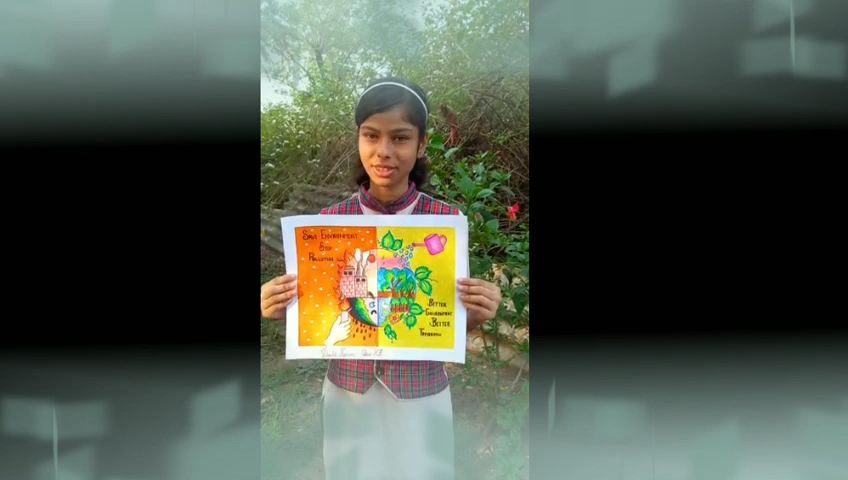 SAVE ENVIRONMENT
STOP
POLLUTION
BETTER
ENVIRONMENT
BETTER
TOMORROW